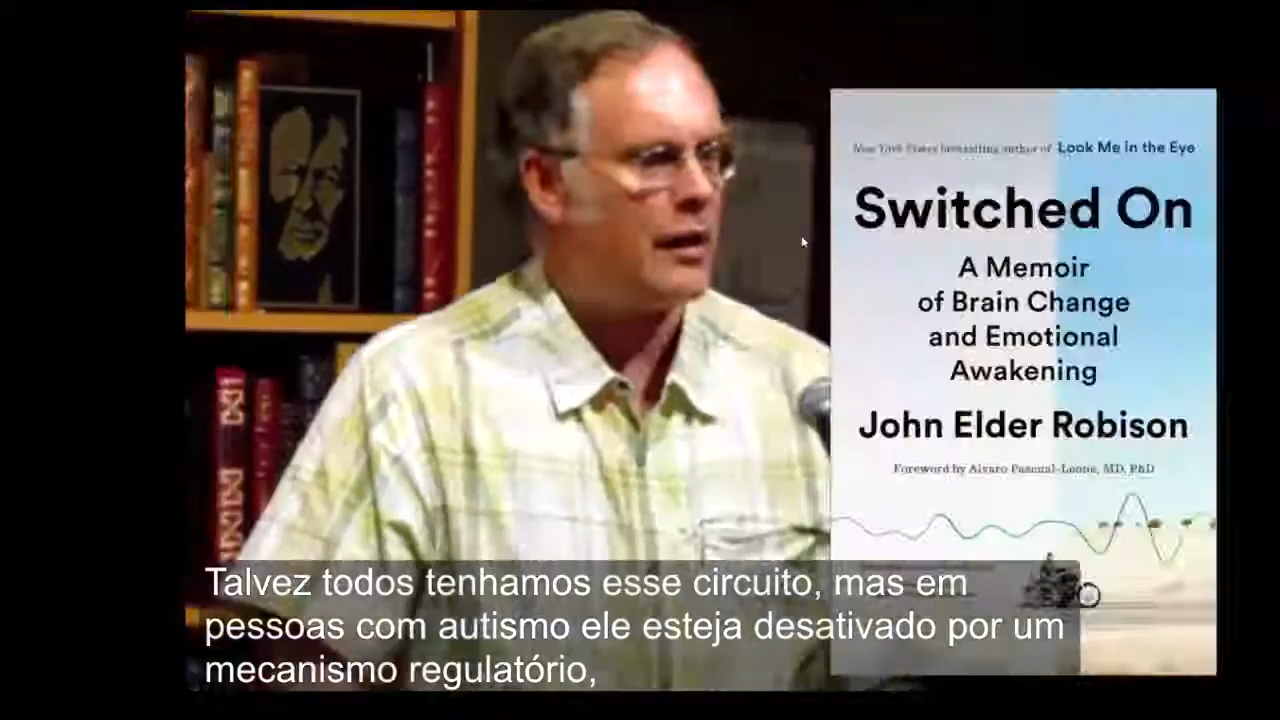 New York Times bestselling author of Look Me in the Eye
Switched On
A Memoir
of Brain Change
and Emotional
Awakening
John Elder Robison
Foreword by Alvaro Pascual-Leone, MD, PhD
Talvez todos tenhamos esse circuito, mas em
pessoas com autismo ele esteja desativado por um
mecanismo regulatório,